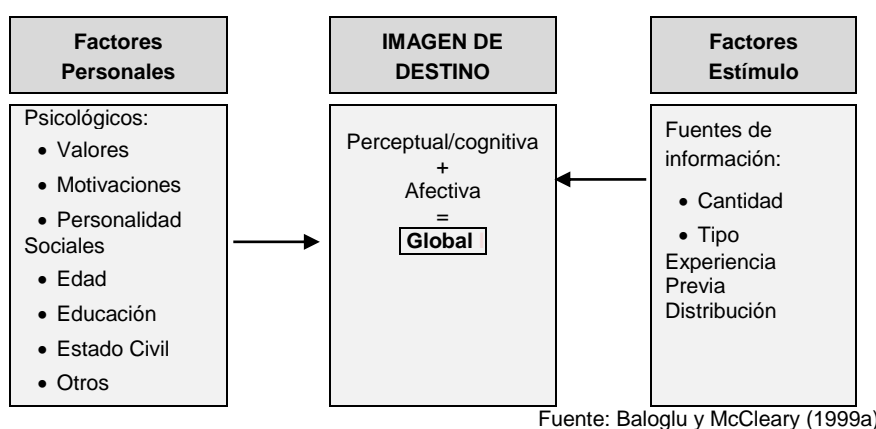 Factores
Personales
Psicológicos:
• Valores
• Motivaciones
• Personalidad
Sociales
• Edad
• Educación
• Estado Civil
• Otros
IMAGEN DE
DESTINO
Perceptual/cognitiva
+
Afectiva
=
Global
Factores
Estímulo
Fuentes de
información:
• Cantidad
• Tipo
Experiencia
Previa
Distribución
Fuente: Baloglu y McCleary (1999a)